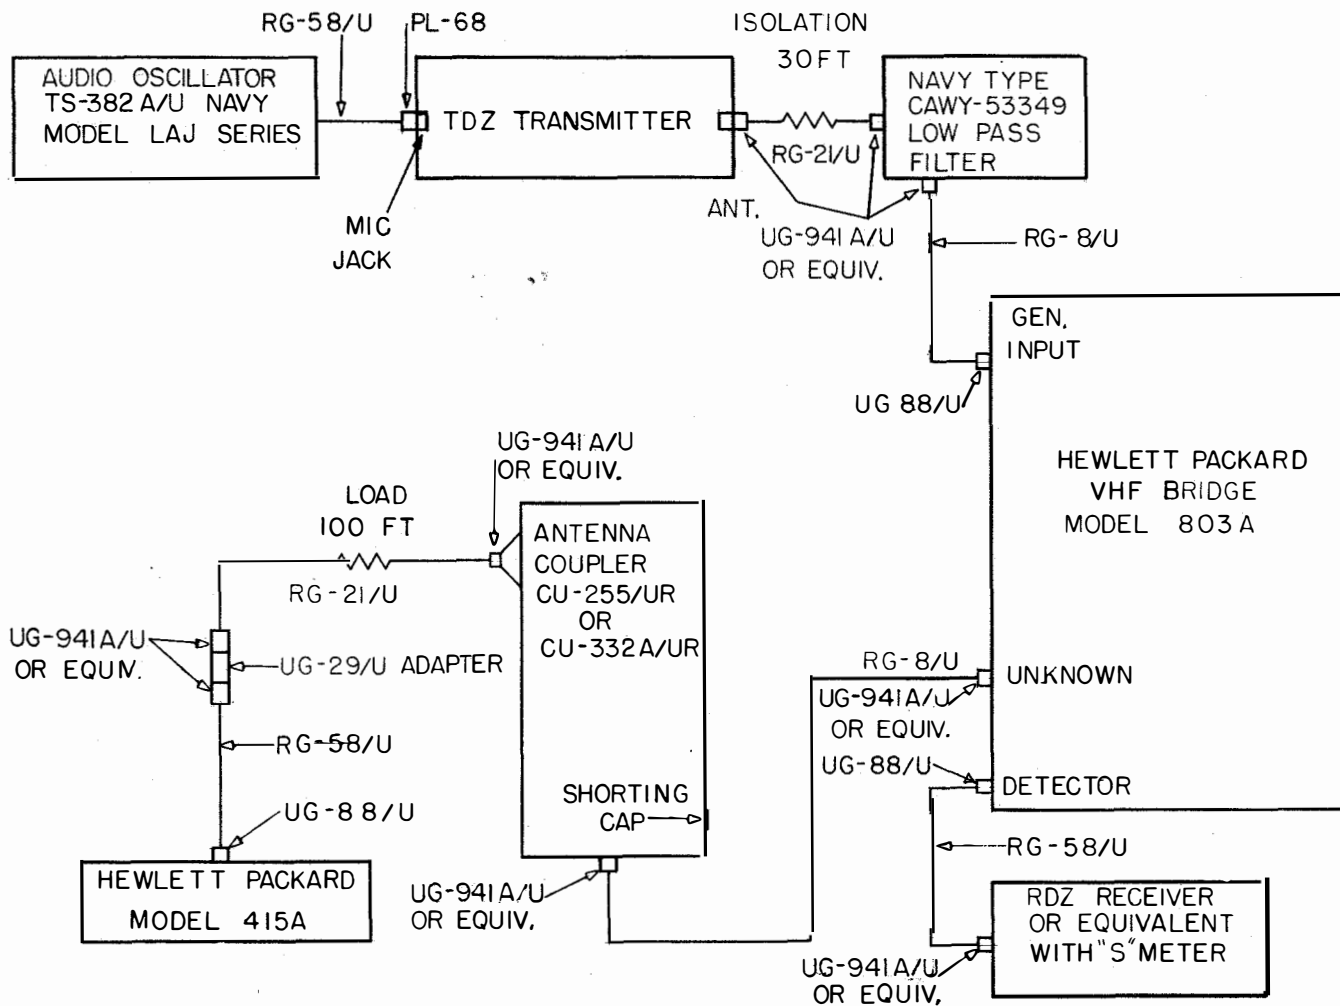 RG-58/U
PL-68
ISOLATION
30FT
AUDIO OSCILLATOR
TS-382 A/U NAVY
MODEL LAJ SERIES
TDZ TRANSMITTER
NAVY TYPE
CAWY-53349
LOW PASS
FILTER
RG-21/U
MIC
JACK
ANT.
UG-941A/U
OR EQUIV.
RG-8/U
GEN.
INPUT
UG 88/U
HEWLETT PACKARD
VHF BRIDGE
MODEL 803A
UG-941A/U
OR EQUIV.
LOAD
100 FT
RG-21/U
ANTENNA
COUPLER
CU-255/UR
OR
CU-332A/UR
UG-941A/U
OR EQUIV.
UG-29/U ADAPTER
RG-58/U
UG-88/U
HEWLETT PACKARD
MODEL 415A
SHORTING
CAP
UG-941A/U
OR EQUIV.
RG-8/U
UG-941A/U
OR EQUIV.
UNKNOWN
UG-88/U
DETECTOR
RG-58/U
RDZ RECEIVER
OR EQUIVALENT
WITH "S" METER
UG-941A/U
OR EQUIV.